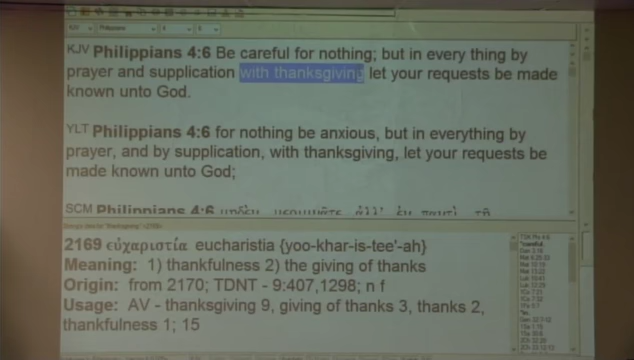 KJV Philippians 4:6 Be careful for nothing; but in every thing by
prayer and supplication with thanksgiving let your requests be made
known unto God.
YLT Philippians 4:6 for nothing be anxious, but in everything by
prayer, and by supplication, with thanksgiving, let your requests be
made known unto God;
SCM Philippians 4:6
2169 εὐχαριστία eucharistia {yoo-khar-is-tee'-ah}
Meaning: 1) thankfulness 2) the giving of thanks
Origin: from 2170; TDNT - 9:407,1298; n f
Usage: AV - thanksgiving 9, giving of thanks 3, thanks 2,
thankfulness 1; 15